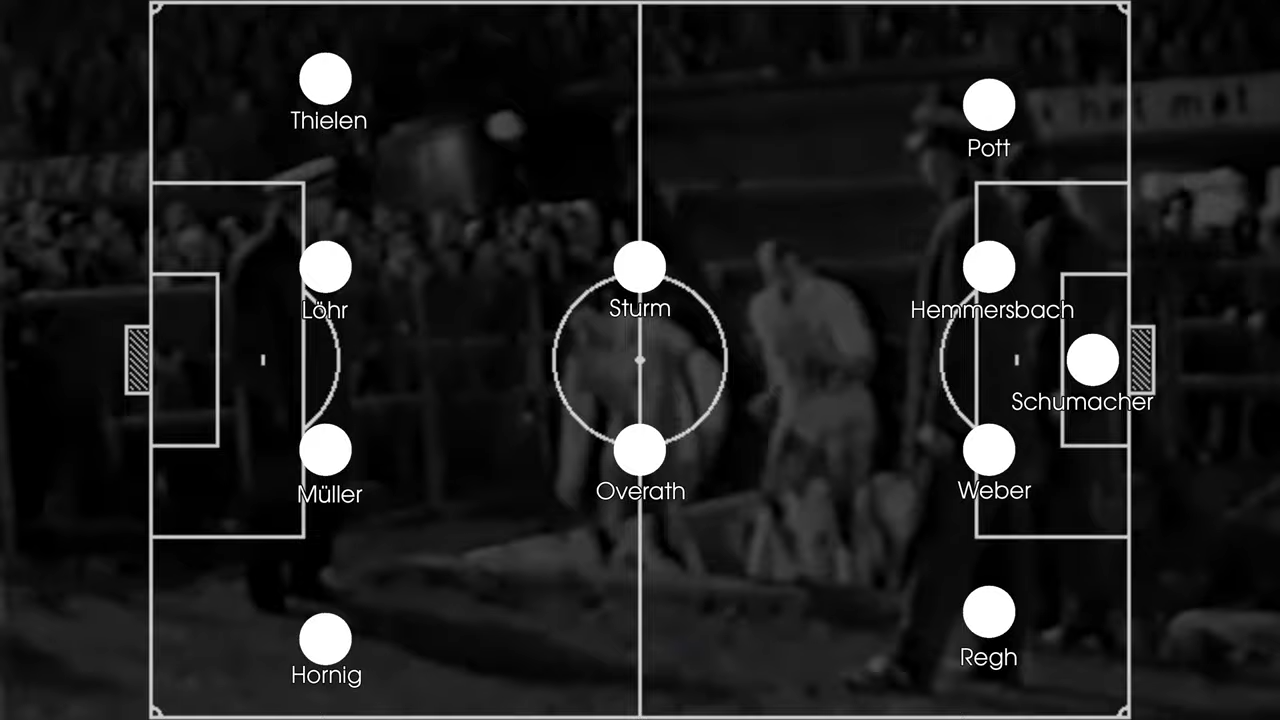 Thielen
Pott
Löhr
Sturm
Hemmersbach
Schumacher
Müller
Overath
Weber
Hornig
Regh